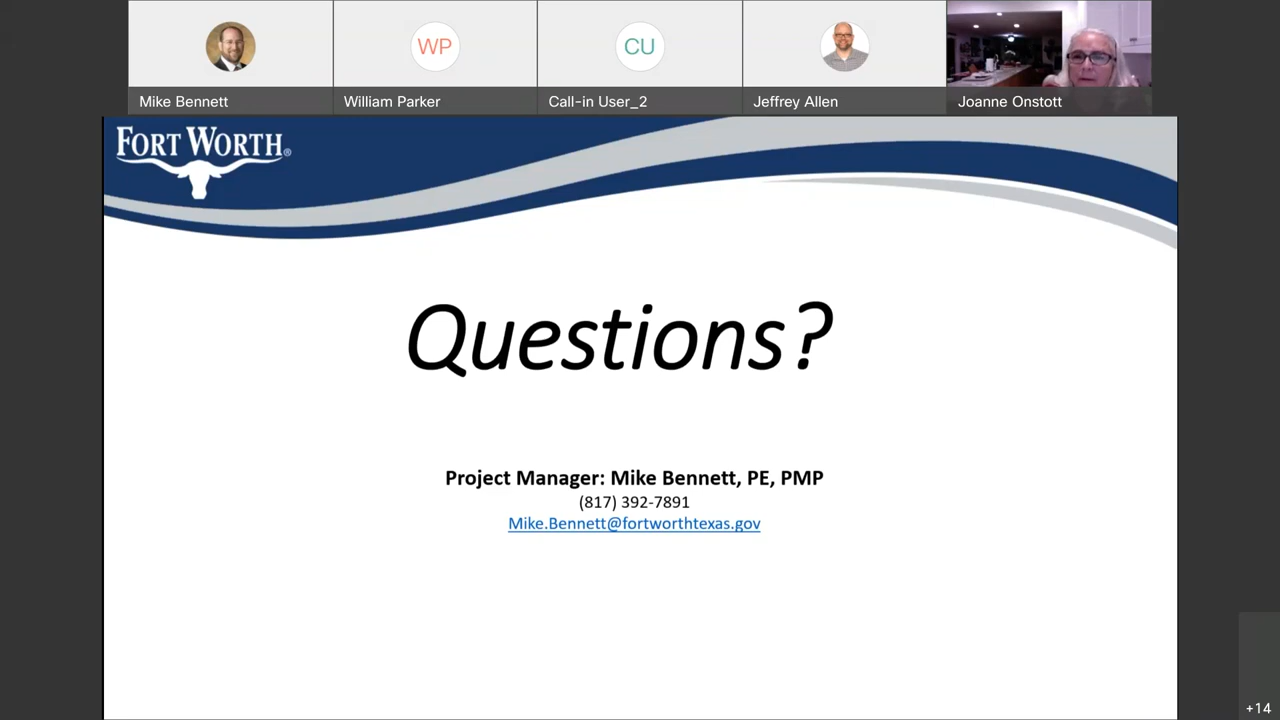 WP
CU
Mike Bennett
William Parker
Call-in User_2
Jeffrey Allen
Joanne Onstott
FORT WORTH®
Questions?
Project Manager: Mike Bennett, PE, PMP
(817) 392-7891
Mike.Bennett@fortworthtexas.gov
+14